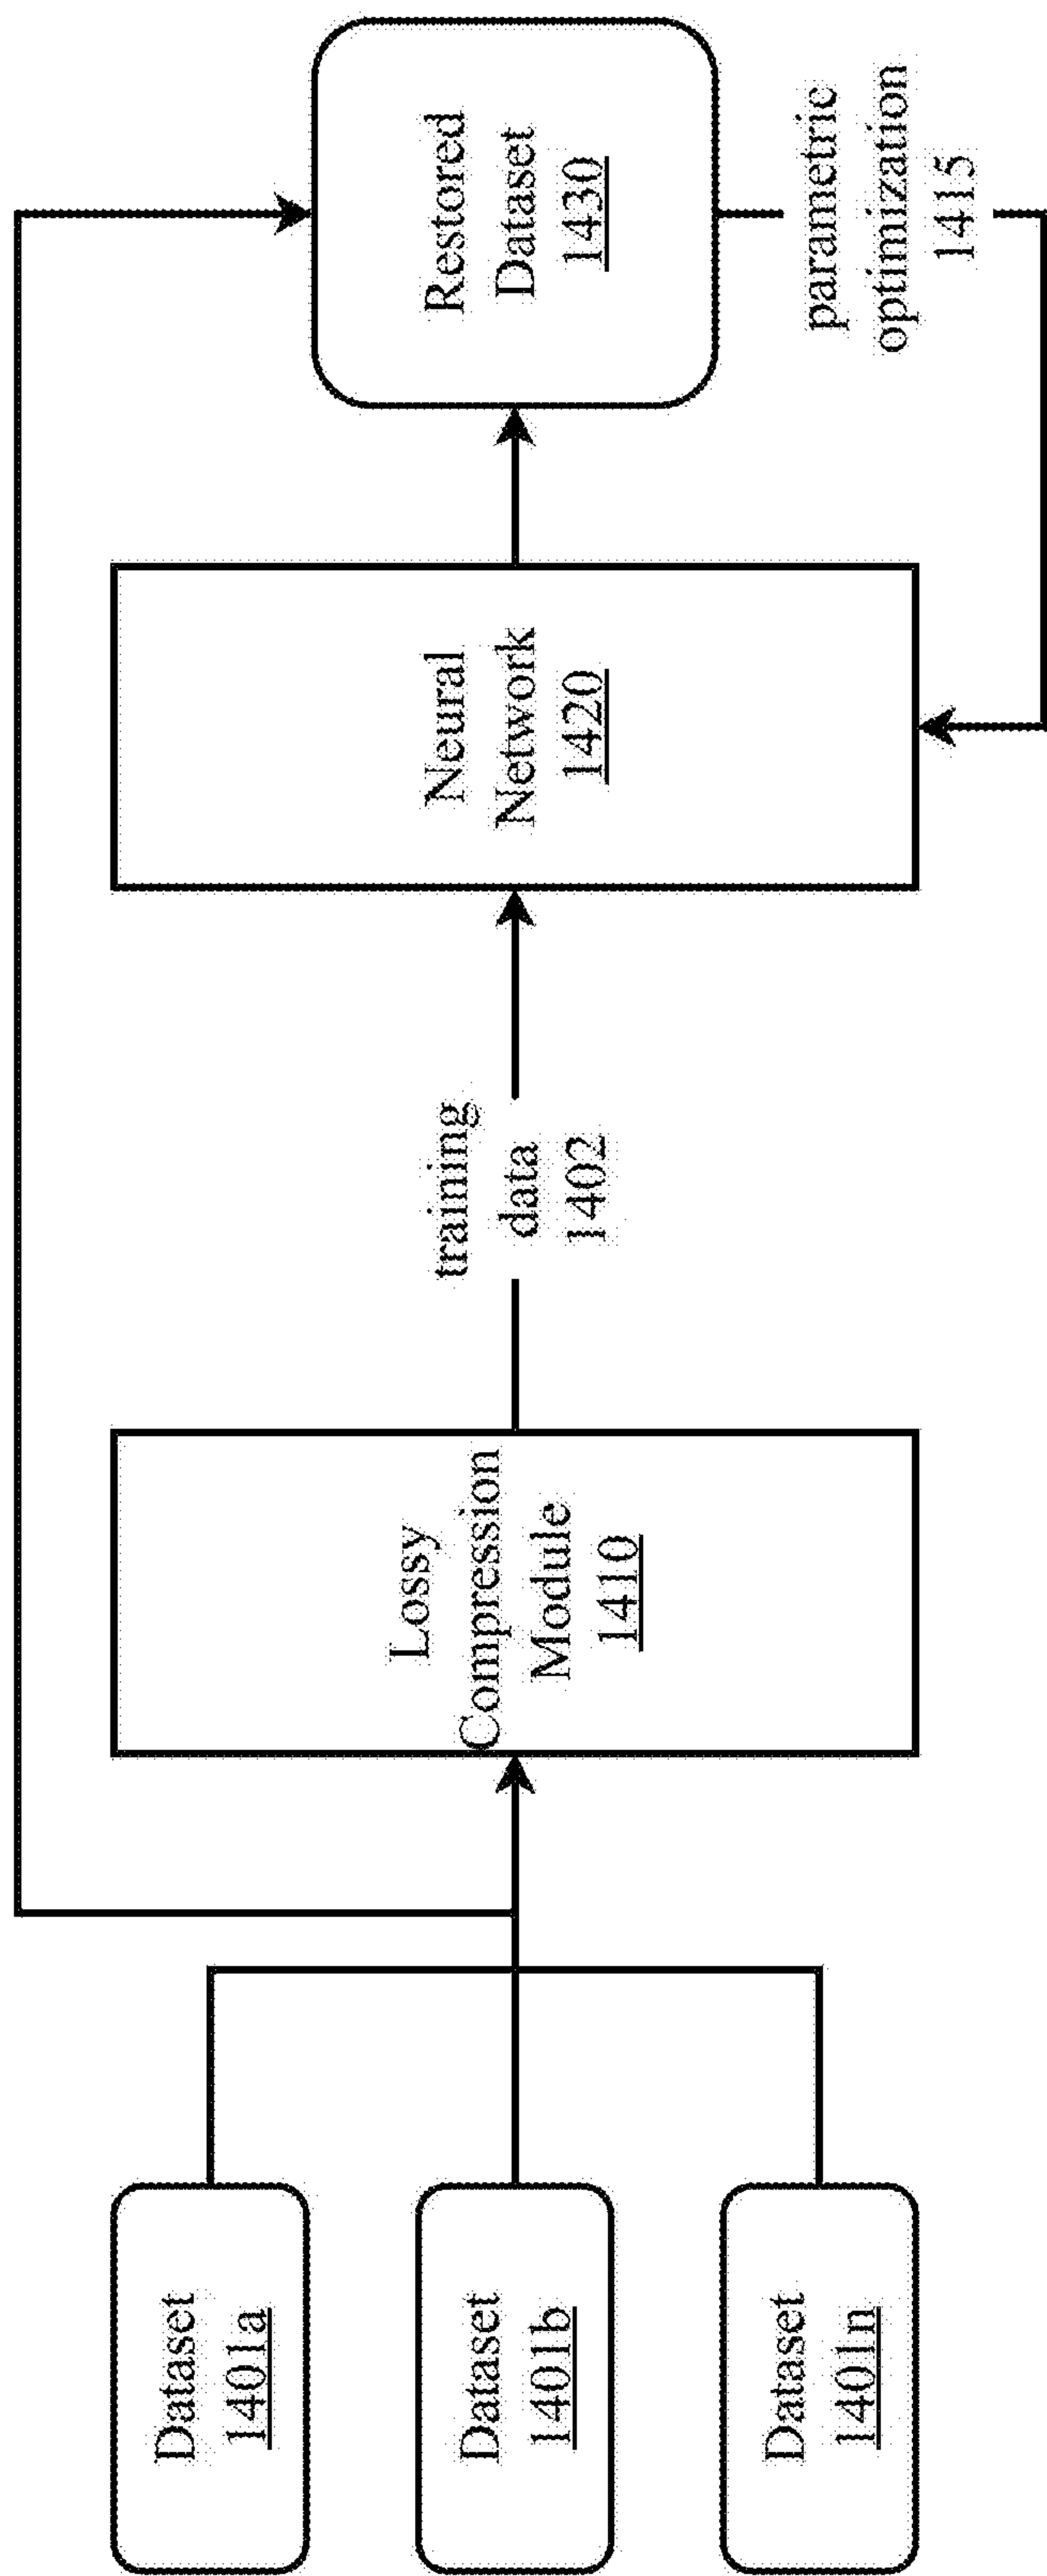 Dataset
1401a
Dataset
1401b
Dataset
1401n
Lossy
Compression
Module
1410
training
data
1402
Neural
Network
1420
Restored
Dataset
1430
parametric
optimization
1415